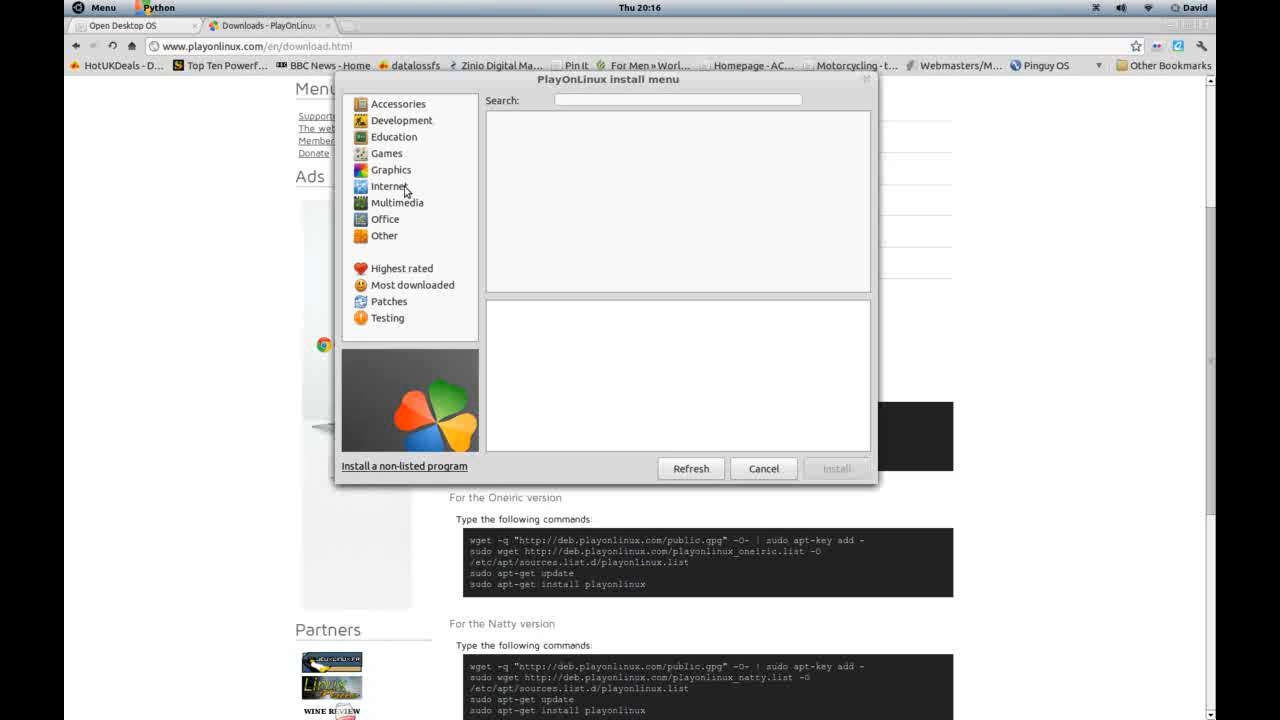 Menu
Python
Thu 20:16
David
Open Desktop OS
Downloads - PlayOnLinux
www.playonlinux.com/en/download.html
HotUKDeals - D...
Top Ten Powerf...
BBC News - Home
datalossfs
Zinio Digital Ma...
Pin It
For Men » Worl...
Homepage - AC...
Motorcycling - t...
Webmasters/M...
Pinguy OS
Other Bookmarks
Menu
Supporte
The web
Member
Donate
Ads
PlayOnLinux install menu
Accessories
Development
Education
Games
Graphics
Internet
Multimedia
Office
Other
Highest rated
Most downloaded
Patches
Testing
Search:
Install a non-listed program
Refresh
Cancel
Install
For the Oneiric version
Type the following commands:
wget -q "http://deb.playonlinux.com/public.gpg" -O- | sudo apt-key add -
sudo wget http://deb.playonlinux.com/playonlinux_oneiric.list -O
/etc/apt/sources.list.d/playonlinux.list
sudo apt-get update
sudo apt-get install playonlinux
For the Natty version
Type the following commands:
wget -q "http://deb.playonlinux.com/public.gpg" -O- | sudo apt-key add -
sudo wget http://deb.playonlinux.com/playonlinux_natty.list -O
/etc/apt/sources.list.d/playonlinux.list
sudo apt-get update
sudo apt-get install playonlinux
Partners
Linux
WINE REVIEW